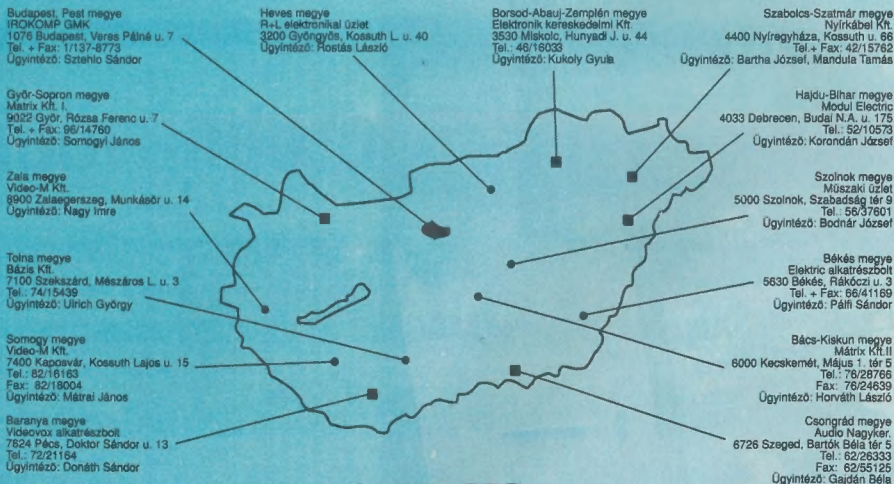 Budapest, Pest megye
IROKOMP GMK
1076 Budapest, Veres Pálné u. 7
Tel. + Fax: 1/137-8773
Ügyintéző: Sztehlo Sándor
Heves megye
R+L elektronikai üzlet
3200 Gyöngyös, Kossuth L. u. 40
Ügyintéző: Rostás László
Borsod-Abauj-Zemplén megye
Elektronik kereskedelmi Kft.
3530 Miskolc, Hunyadi J. u. 44
Tel.: 46/16033
Ügyintéző: Kukoly Gyula
Szabolcs-Szatmár megye
Nyírkábel Kft.
4400 Nyíregyháza, Kossuth u. 66
Tel.+ Fax: 42/15762
Ügyintéző: Bartha József, Mandula Tamás
Győr-Sopron megye
Matrix Kft. I.
9022 Győr, Rózsa Ferenc u. 7
Tel. + Fax: 96/14760
Ügyintéző: Somogyi János
Hajdu-Bihar megye
Modul Electric
4033 Debrecen, Budai N.A. u. 175
Tel.: 52/10573
Ügyintéző: Korondán József
Zala megye
Video-M Kft.
8900 Zalaegerszeg, Munkásőr u. 14
Ügyintéző: Nagy Imre
Szolnok megye
Műszaki üzlet
5000 Szolnok, Szabadság tér 9
Tel.: 56/37601
Ügyintéző: Bodnár József
Tolna megye
Bázis Kft.
7100 Szekszárd, Mészáros L. u. 3
Tel.: 74/15439
Ügyintéző: Ulrich György
Békés megye
Elektric alkatrészbolt
5630 Békés, Rákóczi u. 3
Tel. + Fax: 66/41169
Ügyintéző: Pálfi Sándor
Somogy megye
Video-M Kft.
7400 Kaposvár, Kossuth Lajos u. 15
Tel.: 82/16163
Fax: 82/18004
Ügyintéző: Mátrai János
Bács-Kiskun megye
Mátrix Kft.II
6000 Kecskemét, Május 1. tér 5
Tel.: 76/28766
Fax: 76/24639
Ügyintéző: Horváth László
Baranya megye
Videovox alkatrészbolt
7624 Pécs, Doktor Sándor u. 13
Tel.: 72/21164
Ügyintéző: Donáth Sándor
Csongrád megye
Audio Nagyker.
6726 Szeged, Bartók Béla tér 5
Tel.: 62/26333
Fax: 62/55125
Ügyintéző: Gajdán Béla